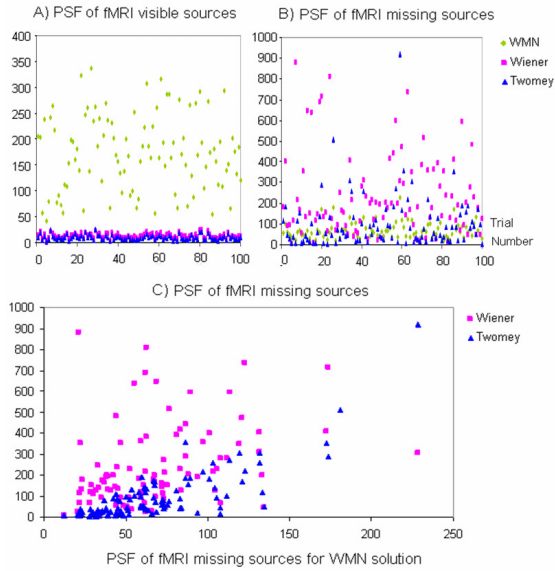 A) PSF of fMRI visible sources
400
350
300
250
200
150
100
50
0
0 20 40 60 80 100
B) PSF of fMRI missing sources
1000
900
800
700
600
500
400
300
200
100
0
0 20 40 60 80 100
WMN
Wiener
Twomey
Trial
Number
C) PSF of fMRI missing sources
1000
900
800
700
600
500
400
300
200
100
0
0 50 100 150 200 250
Wiener
Twomey
PSF of fMRI missing sources for WMN solution